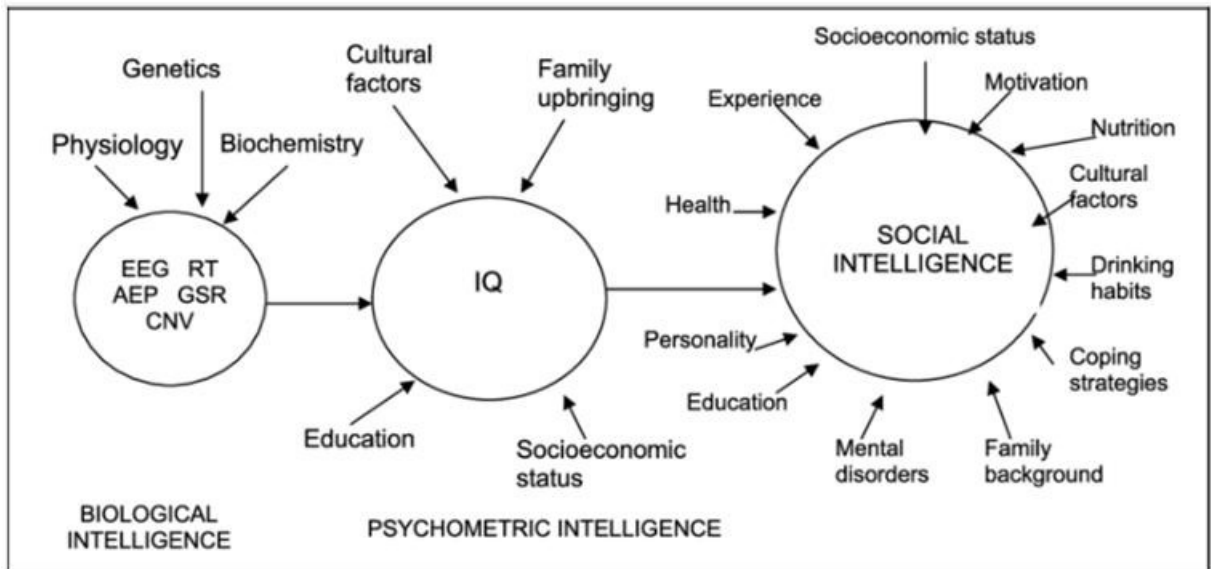 Genetics
Physiology
Biochemistry
EEG RT
AEP GSR
CNV
BIOLOGICAL
INTELLIGENCE
Cultural
factors
Family
upbringing
IQ
Education
Socioeconomic
status
PSYCHOMETRIC INTELLIGENCE
Socioeconomic status
Motivation
Experience
Nutrition
Cultural
factors
Health
SOCIAL
INTELLIGENCE
Drinking
habits
Personality
Coping
strategies
Education
Mental
disorders
Family
background